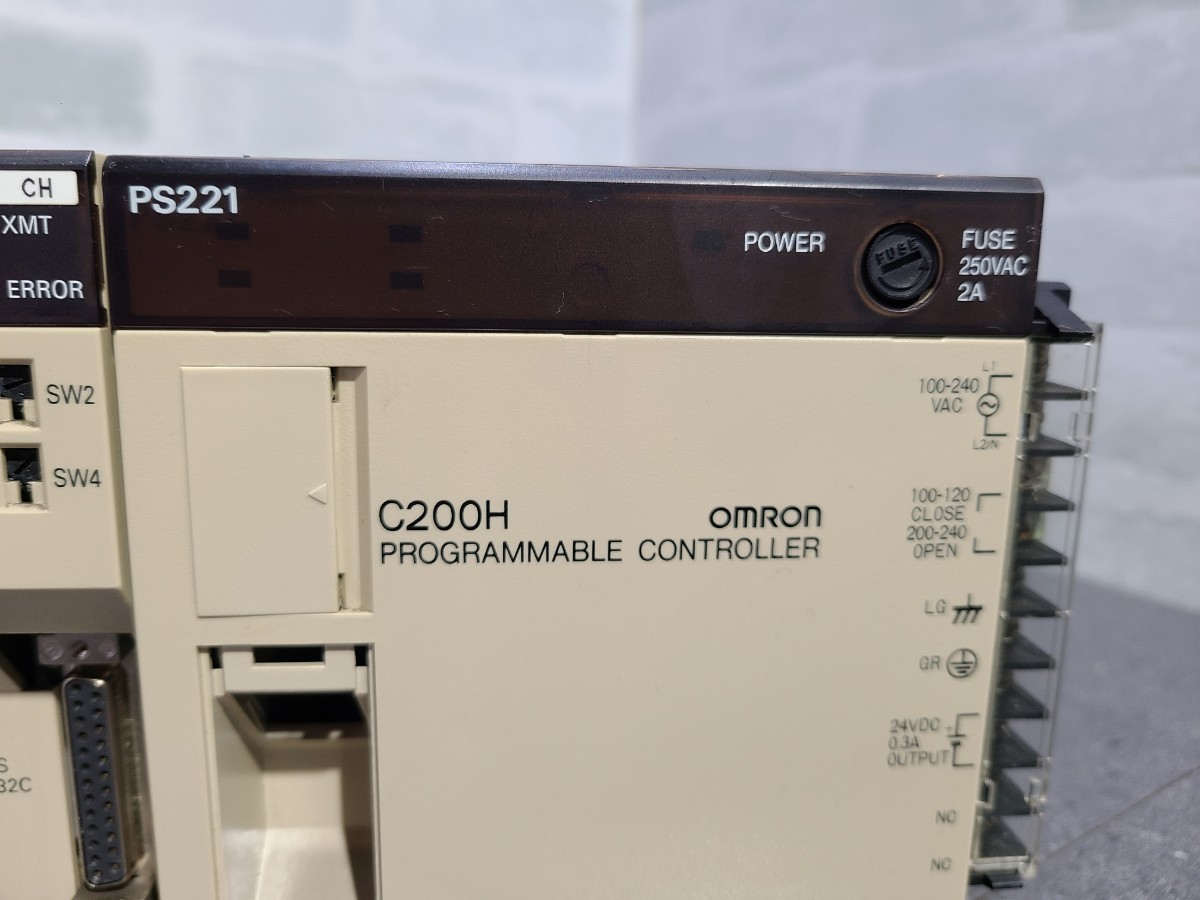 CH
XMT
ERROR
SW2
SW4
32C
PS221
POWER
FUSE
FUSE
250VAC
2A
L1
100-240
VAC
L2/N
C200H
OMRON
PROGRAMMABLE CONTROLLER
100-120
CLOSE
200-240
OPEN
LG
GR
24VDC +
0.3A -
OUTPUT
NC
NC